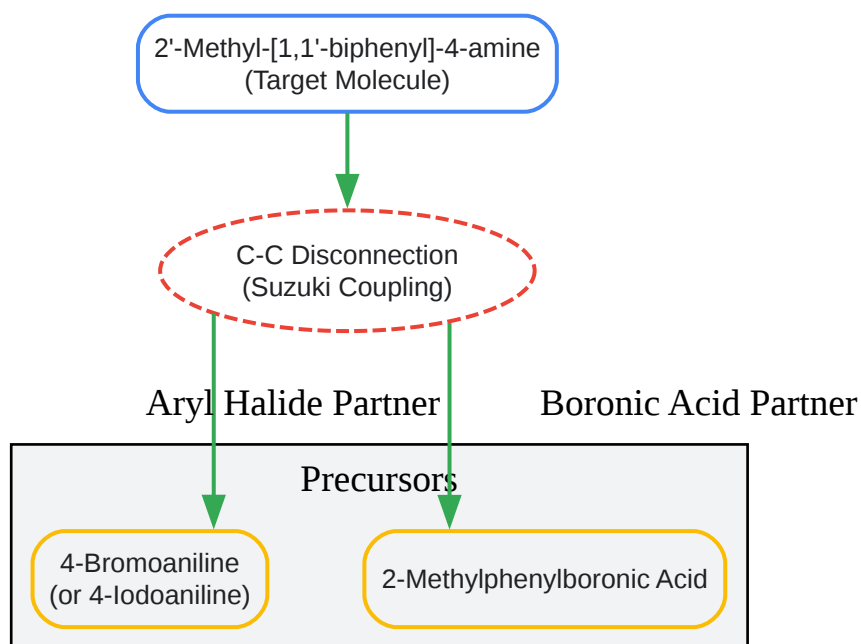 2'-Methyl-[1,1'-biphenyl]-4-amine
(Target Molecule)
C-C Disconnection
(Suzuki Coupling)
Aryl Halide Partner
Boronic Acid Partner
Precursors
4-Bromoaniline
(or 4-Iodoaniline)
2-Methylphenylboronic Acid